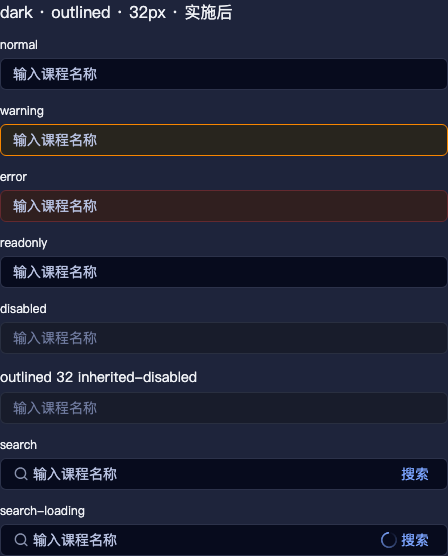 dark · outlined · 32px · 实施后
normal
输入课程名称
warning
输入课程名称
error
输入课程名称
readonly
输入课程名称
disabled
输入课程名称
outlined 32 inherited-disabled
输入课程名称
search
输入课程名称 搜索
search-loading
输入课程名称 搜索